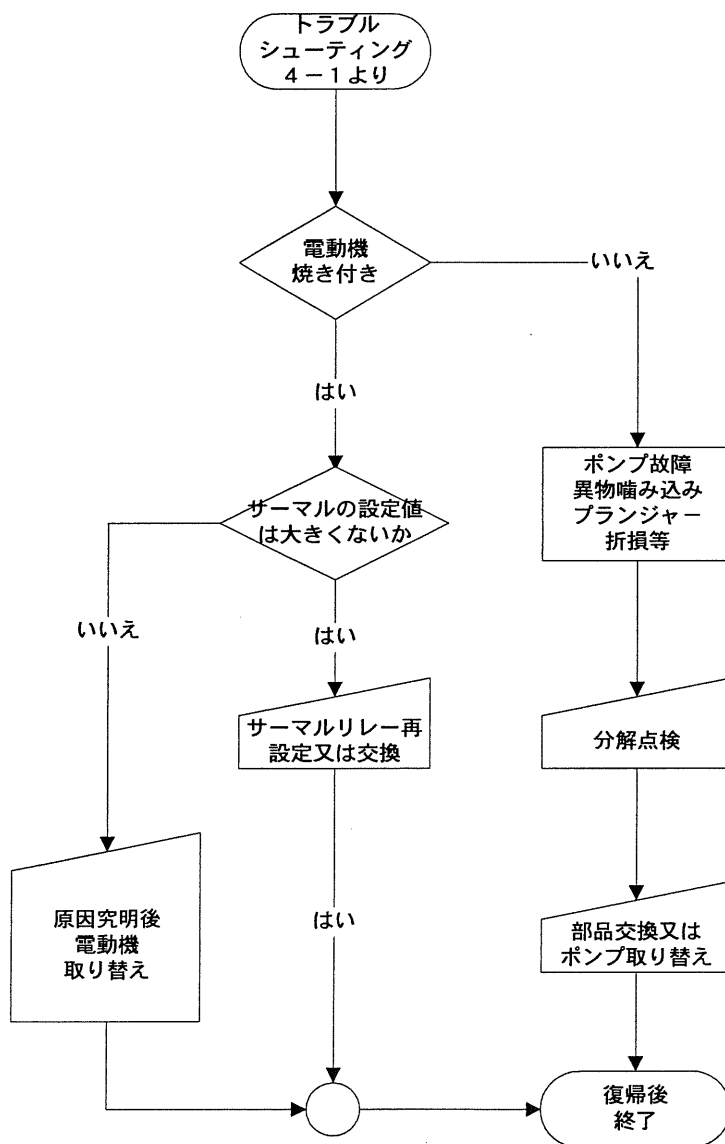 トラブル
シューティング
4－1より
電動機
焼き付き
いいえ
はい
ポンプ故障
異物噛み込み
プランジャー
折損等
サーマルの設定値
は大きくないか
いいえ
はい
サーマルリレー再
設定又は交換
分解点検
はい
原因究明後
電動機
取り替え
部品交換又は
ポンプ取り替え
復帰後
終了